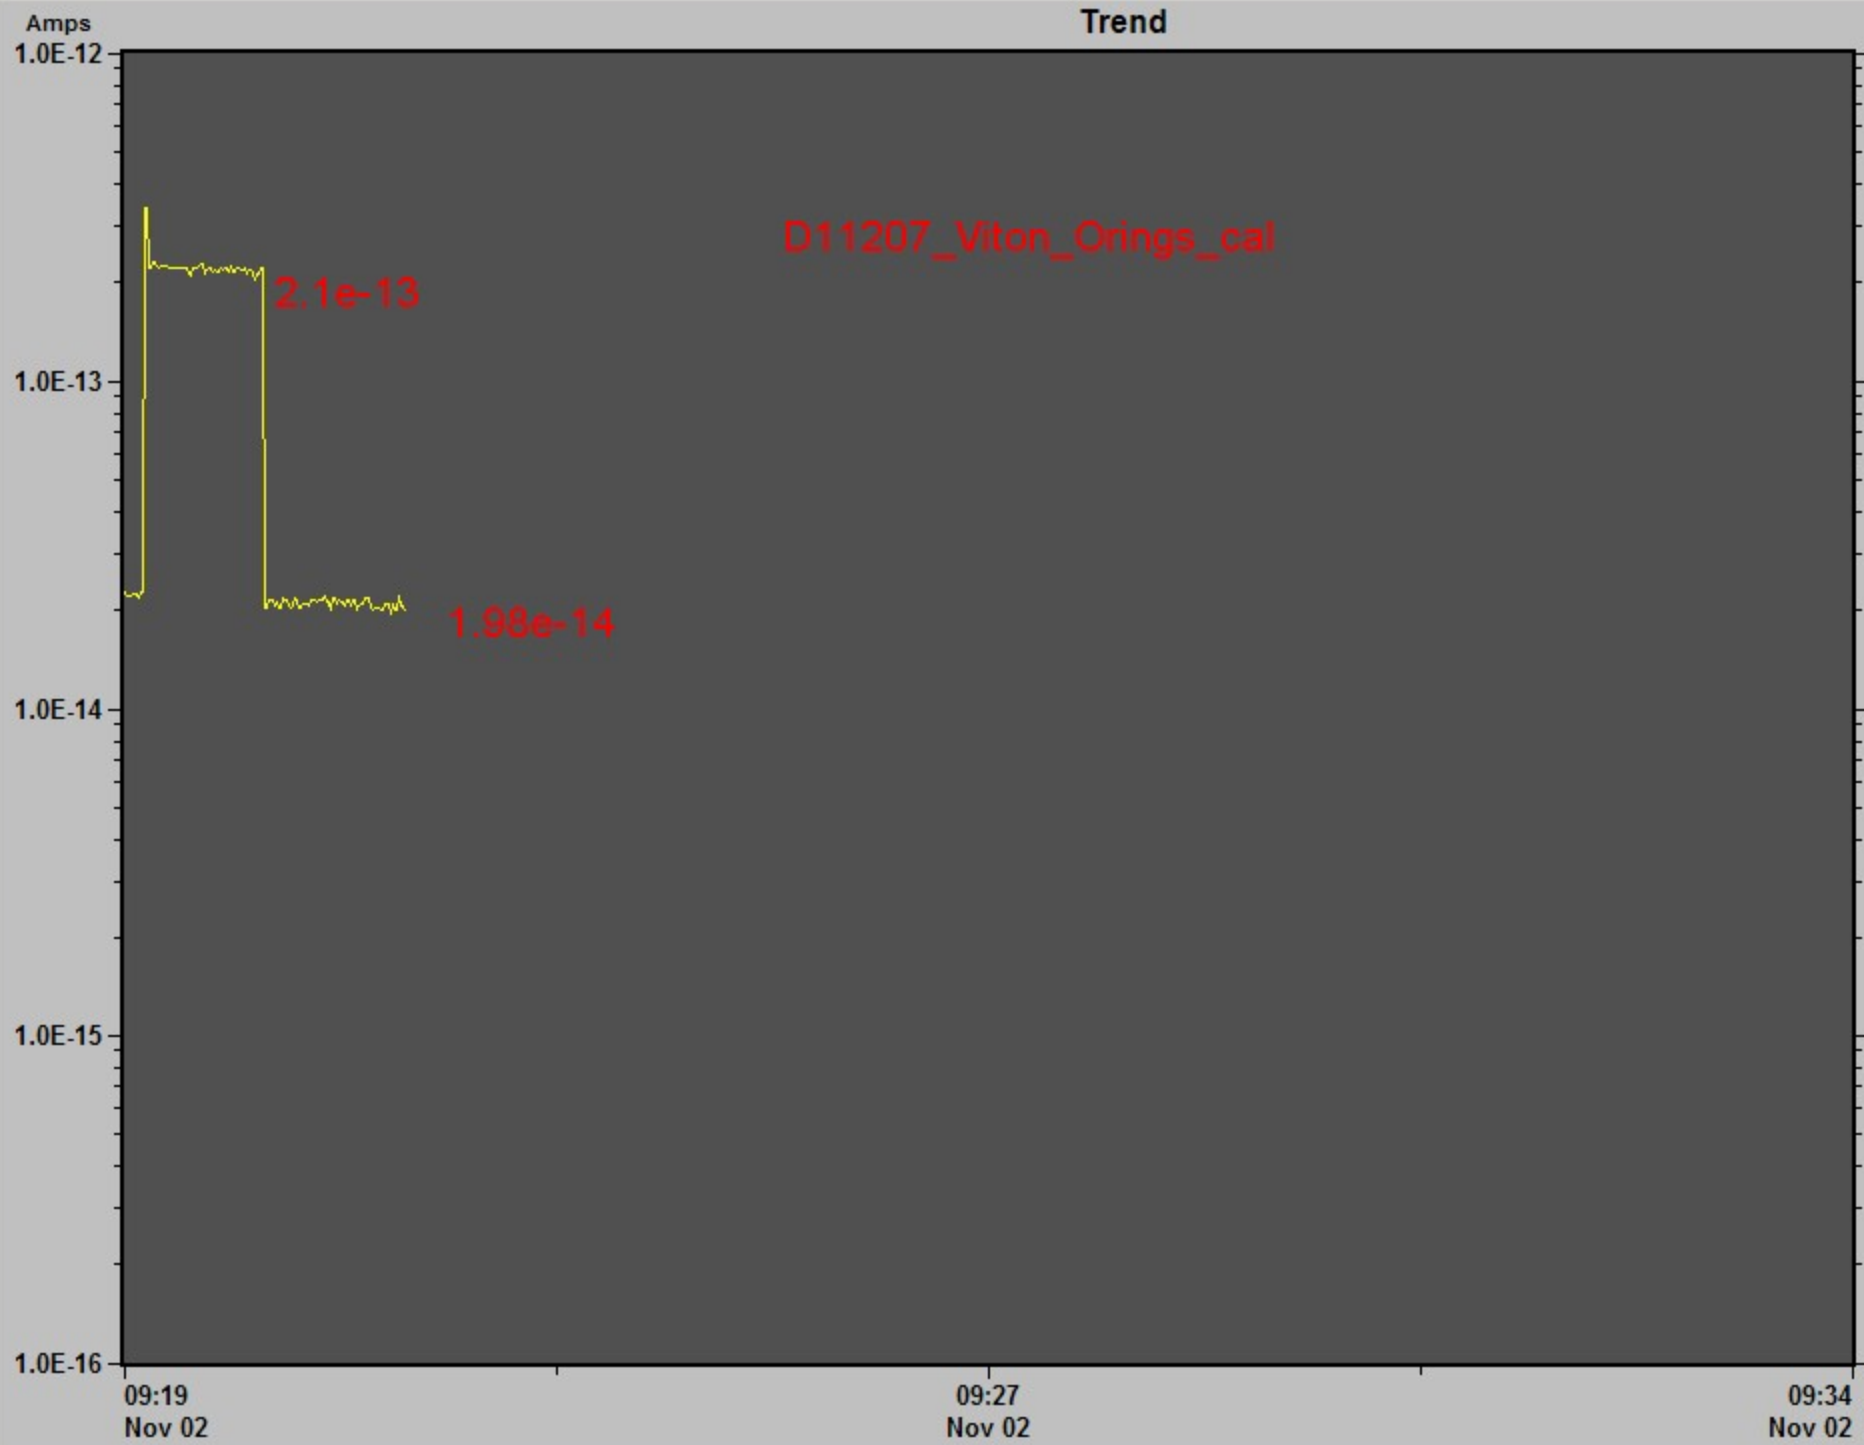 Amps
Trend
1.0E-12
D11207_Viton_Orings_cal
2.1e-13
1.0E-13
1.98e-14
1.0E-14
1.0E-15
1.0E-16
09:19
Nov 02
09:27
Nov 02
09:34
Nov 02